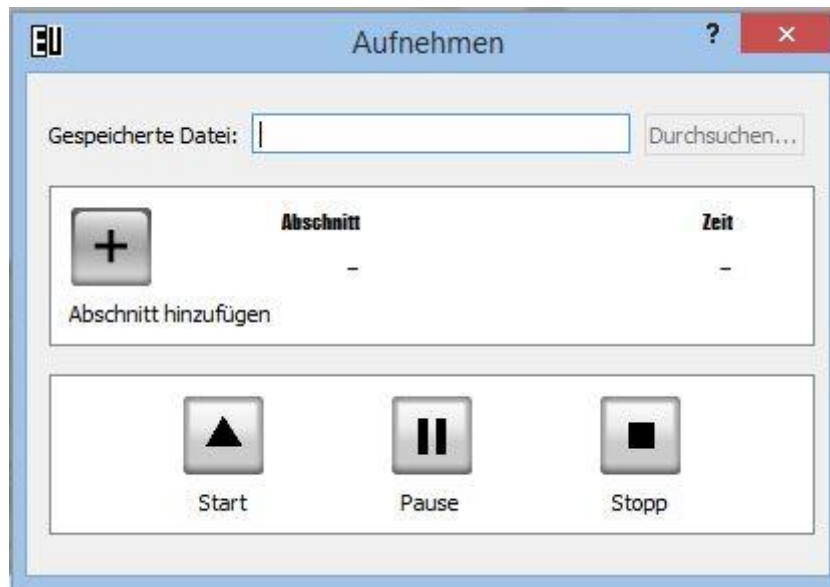 EU
Aufnehmen
?
Gespeicherte Datei:
Durchsuchen...
Abschnitt
Zeit
–
–
Abschnitt hinzufügen
Start
Pause
Stopp